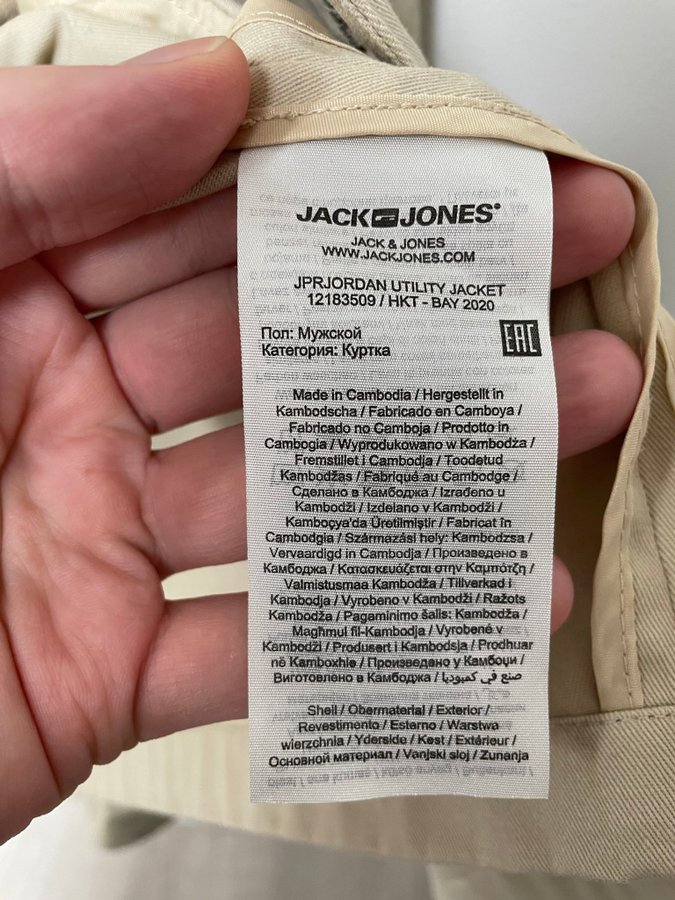 JACK JONES®
JACK & JONES
WWW.JACKJONES.COM
JPRJORDAN UTILITY JACKET
12183509 / HKT - BAY 2020
Пол: Мужской
Категория: Куртка
EAC
Made in Cambodia / Hergestellt in
Kambodscha / Fabricado en Camboya /
Fabricado no Camboja / Prodotto in
Cambogia / Wyprodukowano w Kambodża /
Fremstillet i Cambodja / Toodetud
Kambodžas / Fabriqué au Cambodge /
Сделано в Камбоджа / Izrađeno u
Kambodži / Izdelano v Kambodži /
Kamboçya'da Üretilmiştir / Fabricat în
Cambodgia / Származási hely: Kambodzsa /
Vervaardigd in Cambodja / Произведено в
Камбоджа / Κατασκευάζεται στην Καμπότζη /
Valmistusmaa Kambodža / Tillverkad i
Kambodja / Vyrobeno v Kambodži / Ražots
Kambodža / Pagaminimo šalis: Kambodža /
Magħmul fil-Kambodja / Vyrobené v
Kambodži / Produsert i Kambodsja / Prodhuar
në Kamboxhle / Произведено у Камбоџи /
Виготовлено в Камбоджа / صنع في كمبوديا
Shell / Obermaterial / Exterior /
Revestimento / Esterno / Warstwa
wierzchnia / Yderside / Kest / Extérieur /
Основной материал / Vanjski sloj / Zunanja